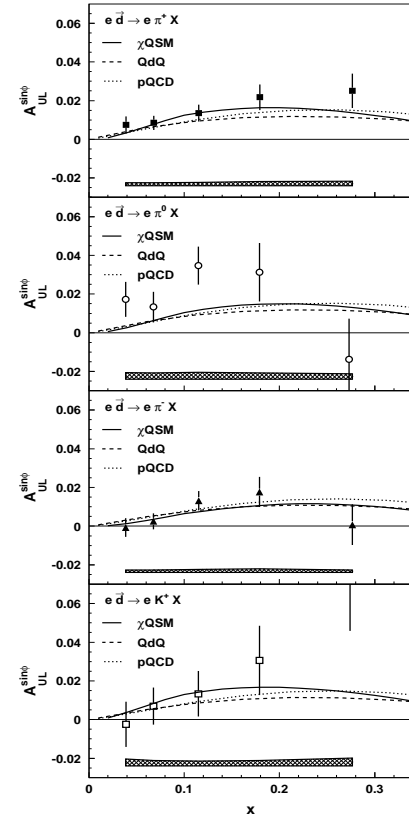 e d⃗ → e π⁺ X
χQSM
QdQ
pQCD
A_UL^sinϕ
0.06
0.04
0.02
0
-0.02
e d⃗ → e π⁰ X
χQSM
QdQ
pQCD
A_UL^sinϕ
0.06
0.04
0.02
0
-0.02
e d⃗ → e π⁻ X
χQSM
QdQ
pQCD
A_UL^sinϕ
0.06
0.04
0.02
0
-0.02
e d⃗ → e K⁺ X
χQSM
QdQ
pQCD
A_UL^sinϕ
0.06
0.04
0.02
0
-0.02
0 0.1 0.2 0.3
x